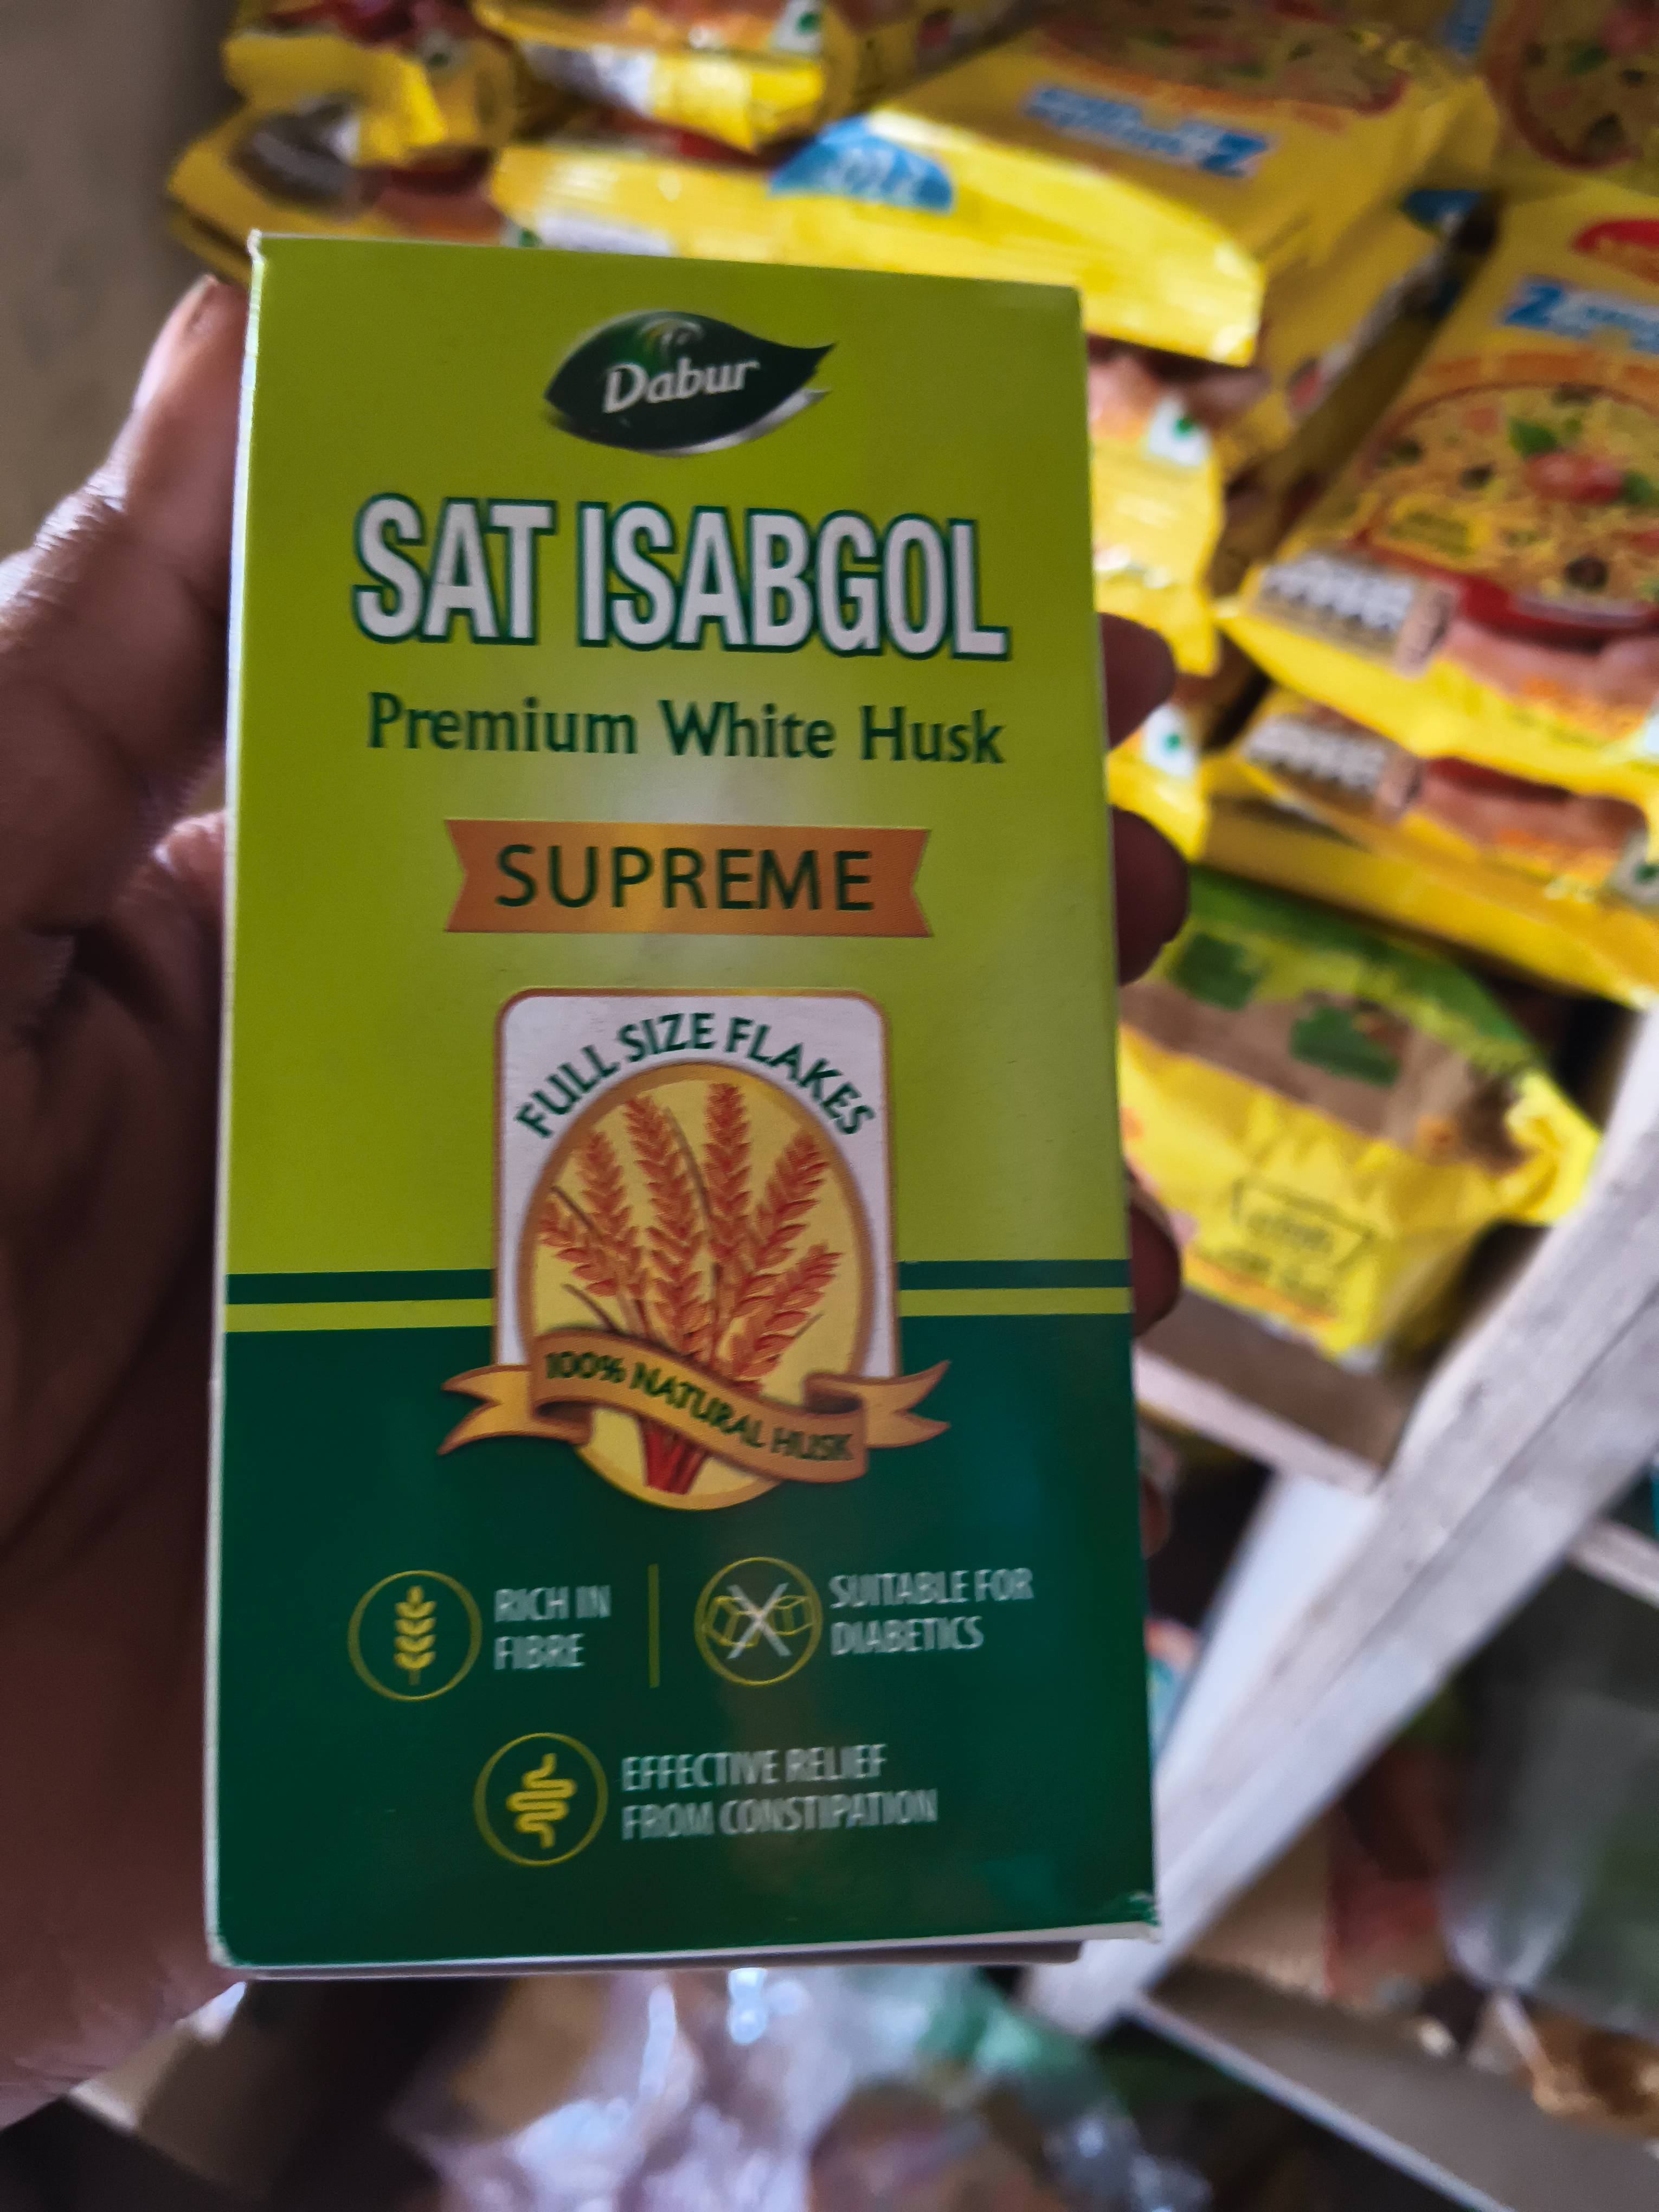 Dabur
SAT ISABGOL
Premium White Husk
SUPREME
FULL SIZE FLAKES
100% NATURAL HUSK
RICH IN
FIBRE
SUITABLE FOR
DIABETICS
EFFECTIVE RELIEF
FROM CONSTIPATION